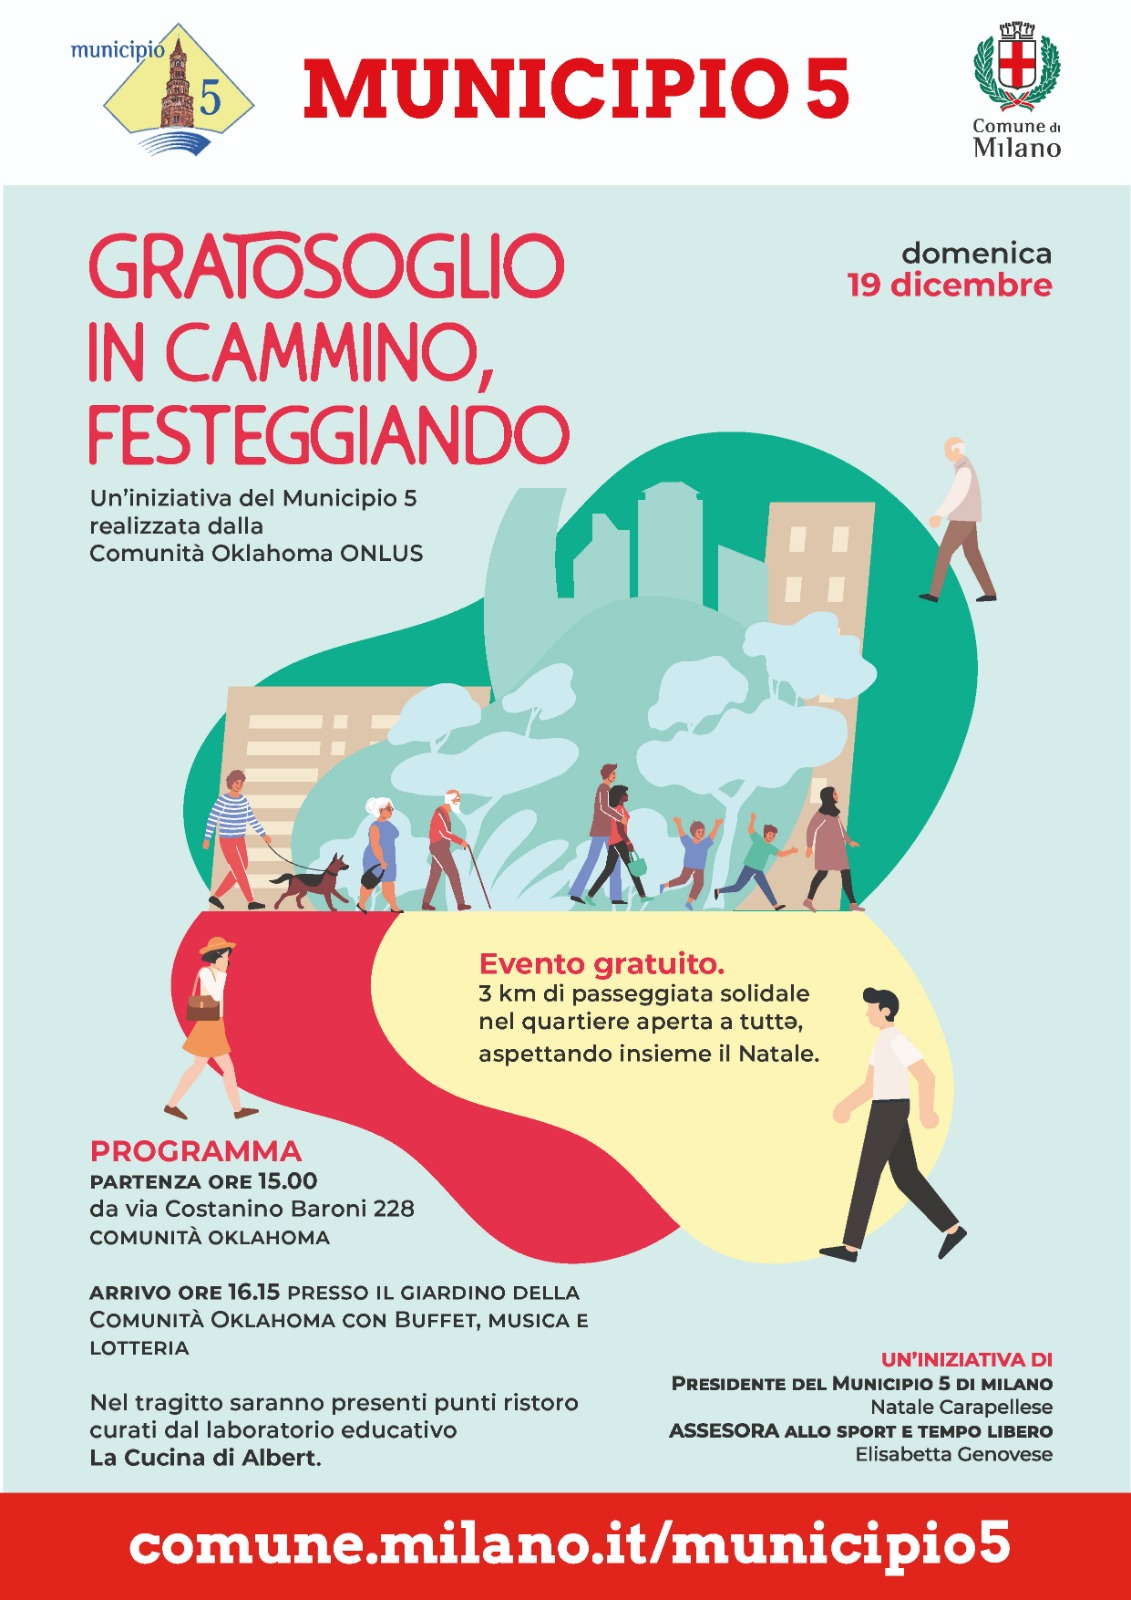 municipio
5
MUNICIPIO 5
Comune di
Milano
GRATOSOGLIO
IN CAMMINO,
FESTEGGIANDO
domenica
19 dicembre
Un'iniziativa del Municipio 5
realizzata dalla
Comunità Oklahoma ONLUS
Evento gratuito.
3 km di passeggiata solidale
nel quartiere aperta a tuttə,
aspettando insieme il Natale.
PROGRAMMA
PARTENZA ORE 15.00
da via Costanino Baroni 228
COMUNITÀ OKLAHOMA
ARRIVO ORE 16.15 PRESSO IL GIARDINO DELLA
COMUNITÀ OKLAHOMA CON BUFFET, MUSICA E
LOTTERIA
Nel tragitto saranno presenti punti ristoro
curati dal laboratorio educativo
La Cucina di Albert.
UN'INIZIATIVA DI
PRESIDENTE DEL MUNICIPIO 5 DI MILANO
Natale Carapellese
ASSESORA ALLO SPORT E TEMPO LIBERO
Elisabetta Genovese
comune.milano.it/municipio5